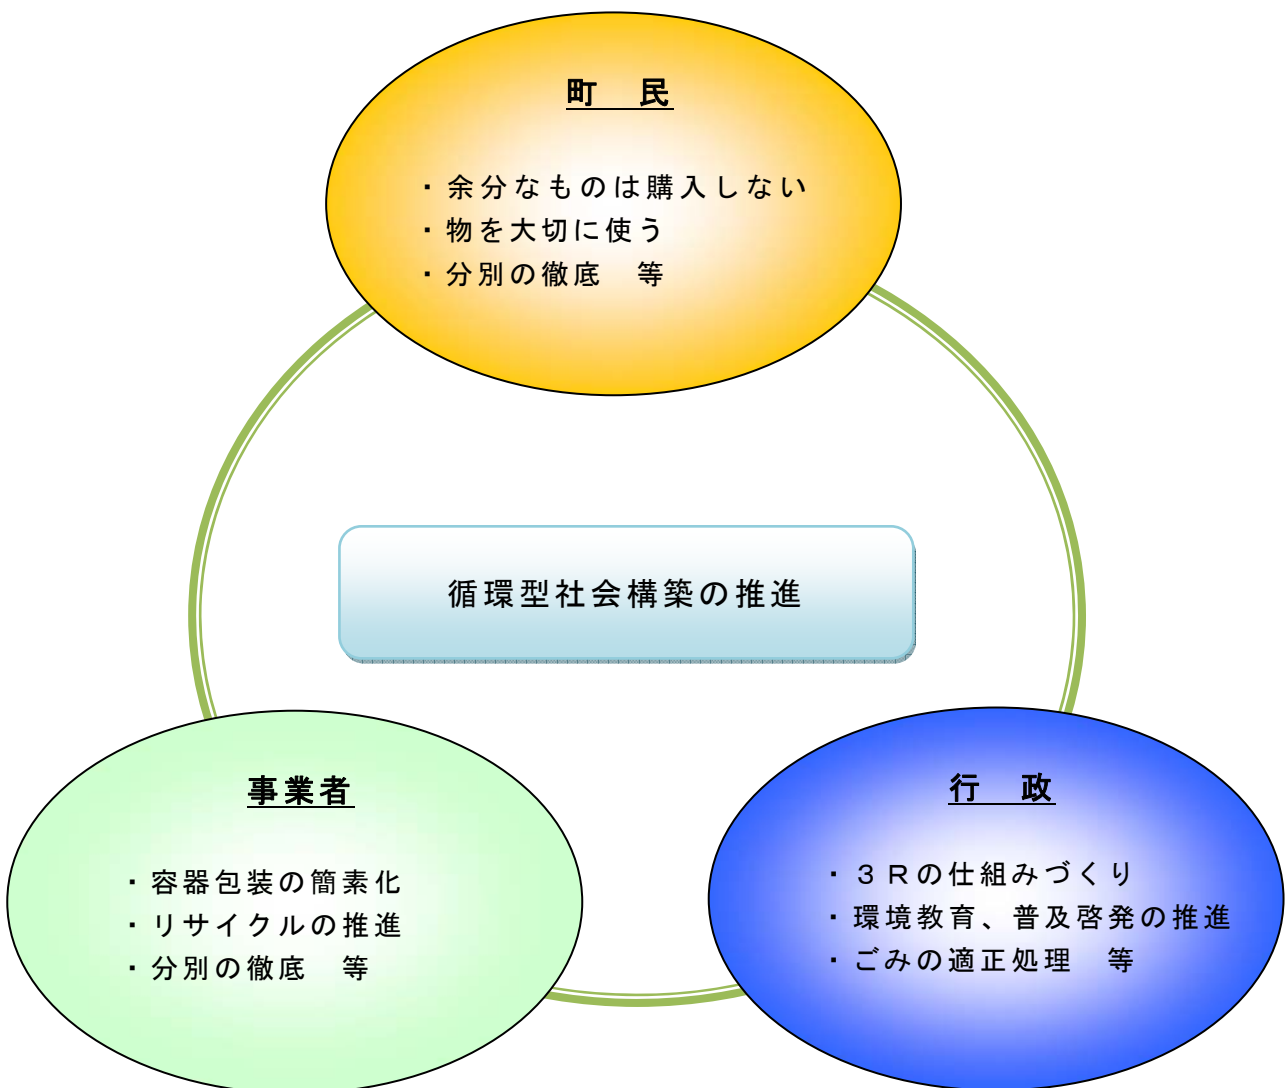 町　民
・余分なものは購入しない
・物を大切に使う
・分別の徹底　等
循環型社会構築の推進
事業者
・容器包装の簡素化
・リサイクルの推進
・分別の徹底　等
行　政
・３Ｒの仕組みづくり
・環境教育、普及啓発の推進
・ごみの適正処理　等